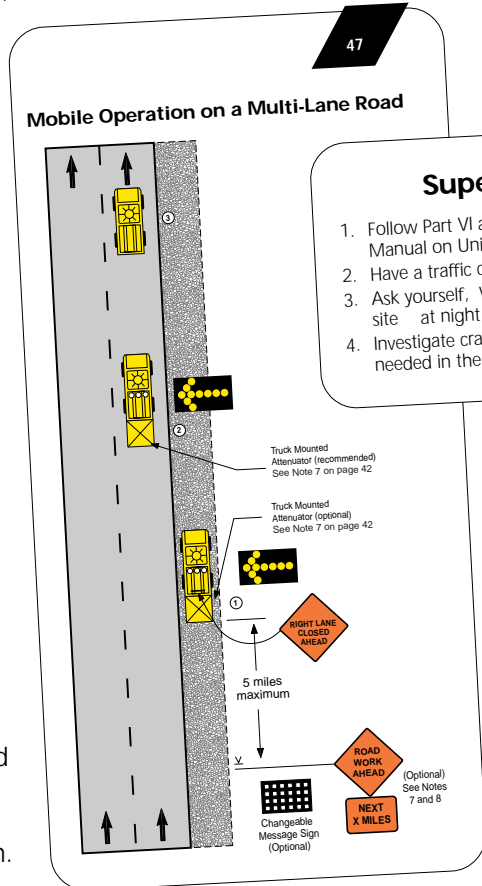 47
Mobile Operation on a Multi-Lane Road
3
2
Truck Mounted
Attenuator (recommended)
See Note 7 on page 42
Truck Mounted
Attenuator (optional)
See Note 7 on page 42
1
RIGHT LANE
CLOSED
AHEAD
5 miles
maximum
ROAD
WORK
AHEAD
NEXT
X MILES
(Optional)
See Notes
7 and 8
Changeable
Message Sign
(Optional)
1. Follow Part VI
Manual on
2. Have a traffic
3. Ask yourself,
site at night
4. Investigate
needed in the